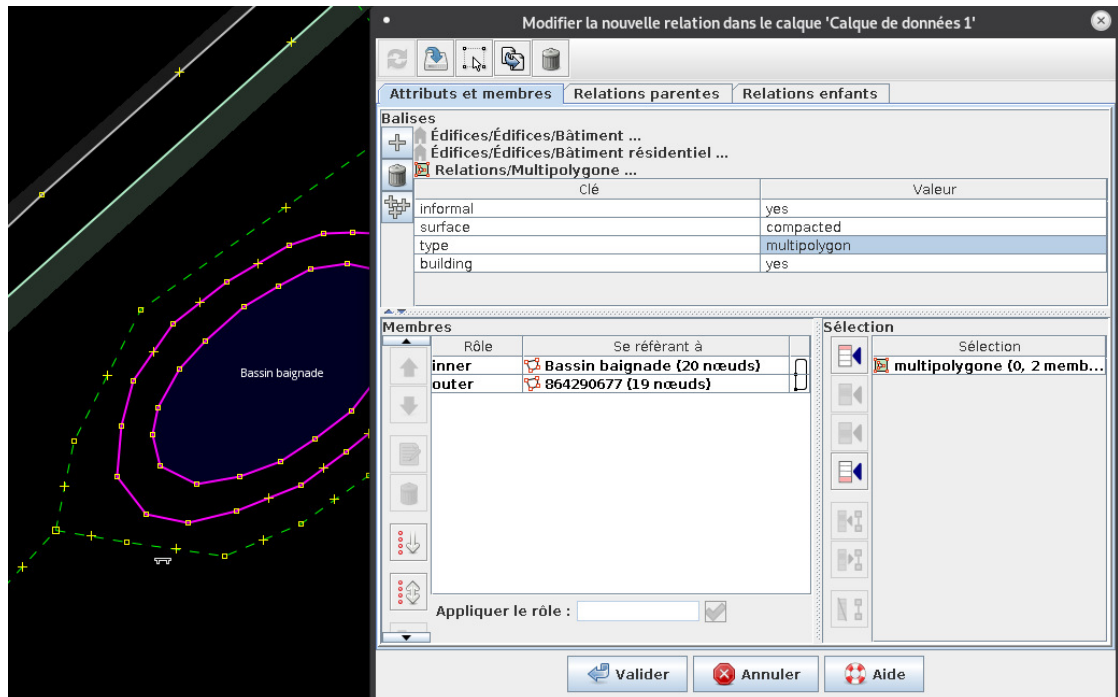 Modifier la nouvelle relation dans le calque 'Calque de données 1'
Attributs et membres Relations parentes Relations enfants
Balises
Édifices/Édifices/Bâtiment ...
Édifices/Édifices/Bâtiment résidentiel ...
Relations/Multipolygone ...
Clé Valeur
informal yes
surface compacted
type multipolygon
building yes
Membres
Rôle Se réfèrant à
inner Bassin baignade (20 nœuds)
outer 864290677 (19 nœuds)
Appliquer le rôle :
Sélection
Sélection
multipolygone (0, 2 memb...
Valider Annuler Aide
Bassin baignade